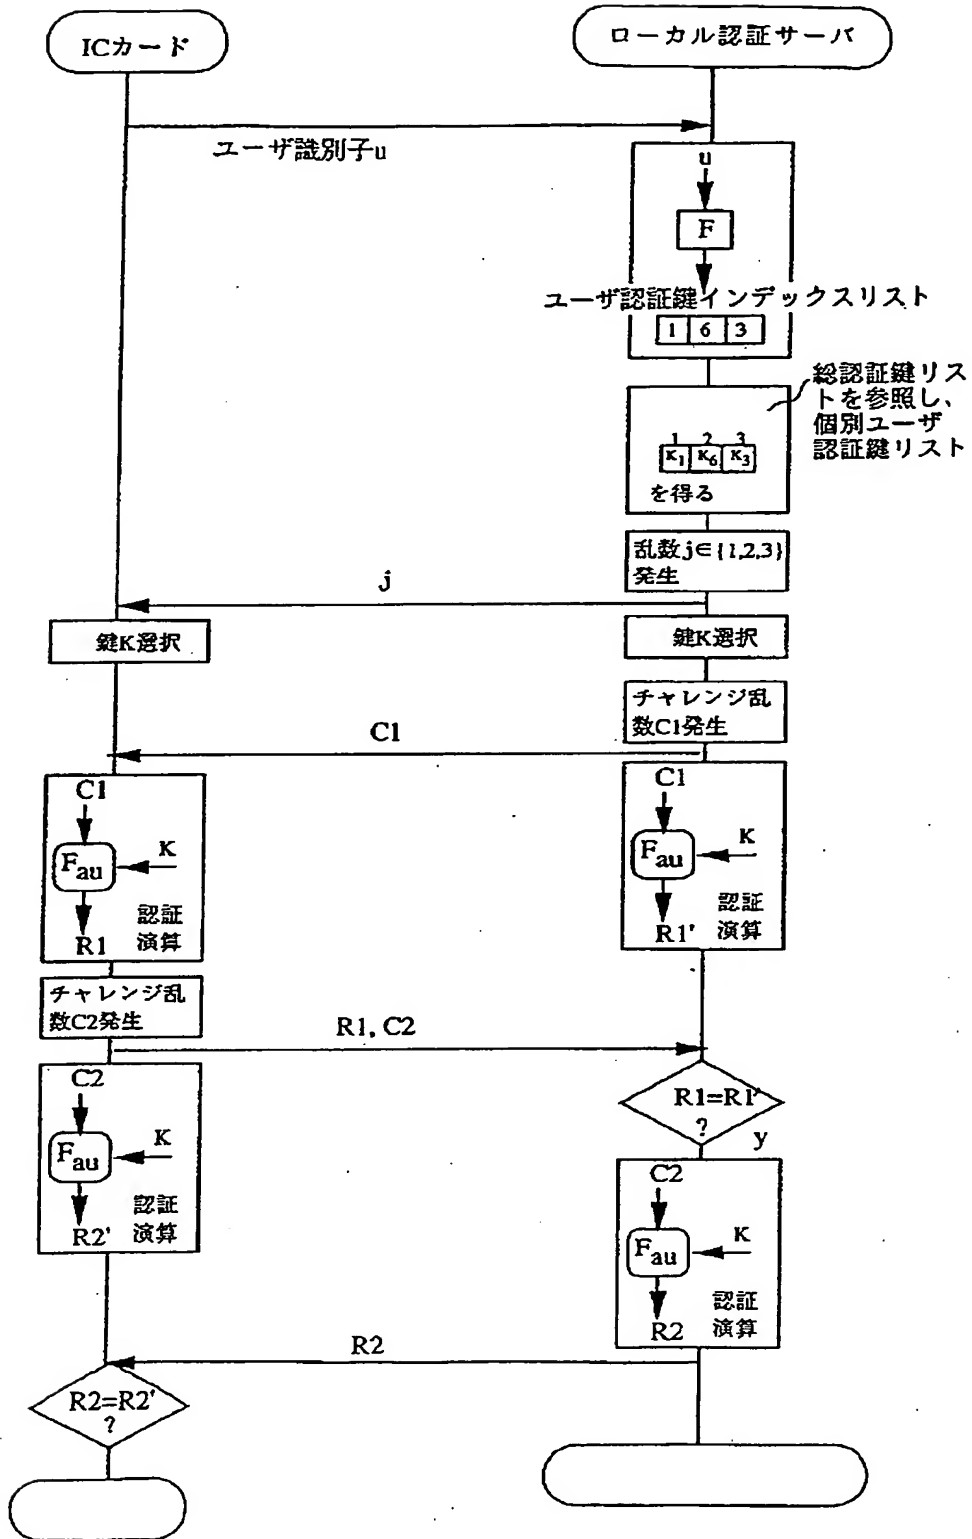 ICカード
ローカル認証サーバ
ユーザ識別子u
u
F
ユーザ認証鍵インデックスリスト
1 6 3
総認証鍵リス
トを参照し、
個別ユーザ
認証鍵リスト
1 2 3
K1 K6 K3
を得る
乱数j∈{1,2,3}
発生
j
鍵K選択
鍵K選択
チャレンジ乱
数C1発生
C1
C1
Fau
K
R1
認証
演算
C1
Fau
K
R1'
認証
演算
チャレンジ乱
数C2発生
R1, C2
C2
Fau
K
R2'
認証
演算
R1=R1'
?
y
C2
Fau
K
R2
認証
演算
R2
R2=R2'
?